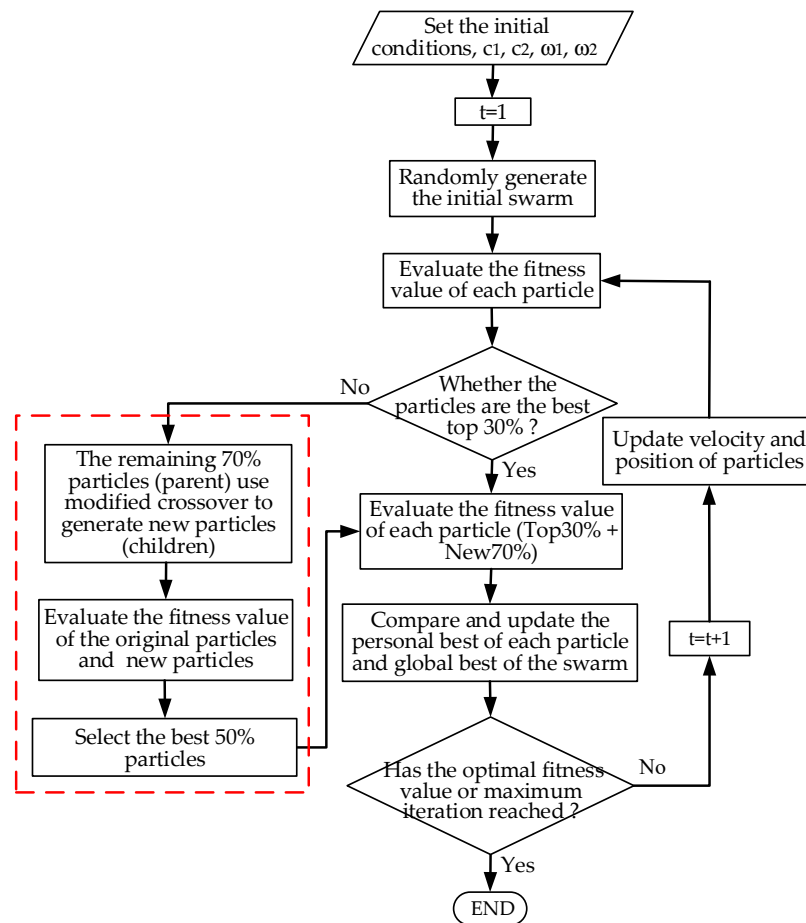 Set the initial
conditions, c1, c2, ω1, ω2
t=1
Randomly generate
the initial swarm
Evaluate the fitness
value of each particle
Whether the
particles are the best
top 30% ?
No
Yes
The remaining 70%
particles (parent) use
modified crossover to
generate new particles
(children)
Evaluate the fitness value
of the original particles
and new particles
Select the best 50%
particles
Evaluate the fitness value
of each particle (Top30% +
New70%)
Compare and update the
personal best of each particle
and global best of the swarm
Has the optimal fitness
value or maximum
iteration reached ?
No
Yes
t=t+1
Update velocity and
position of particles
END